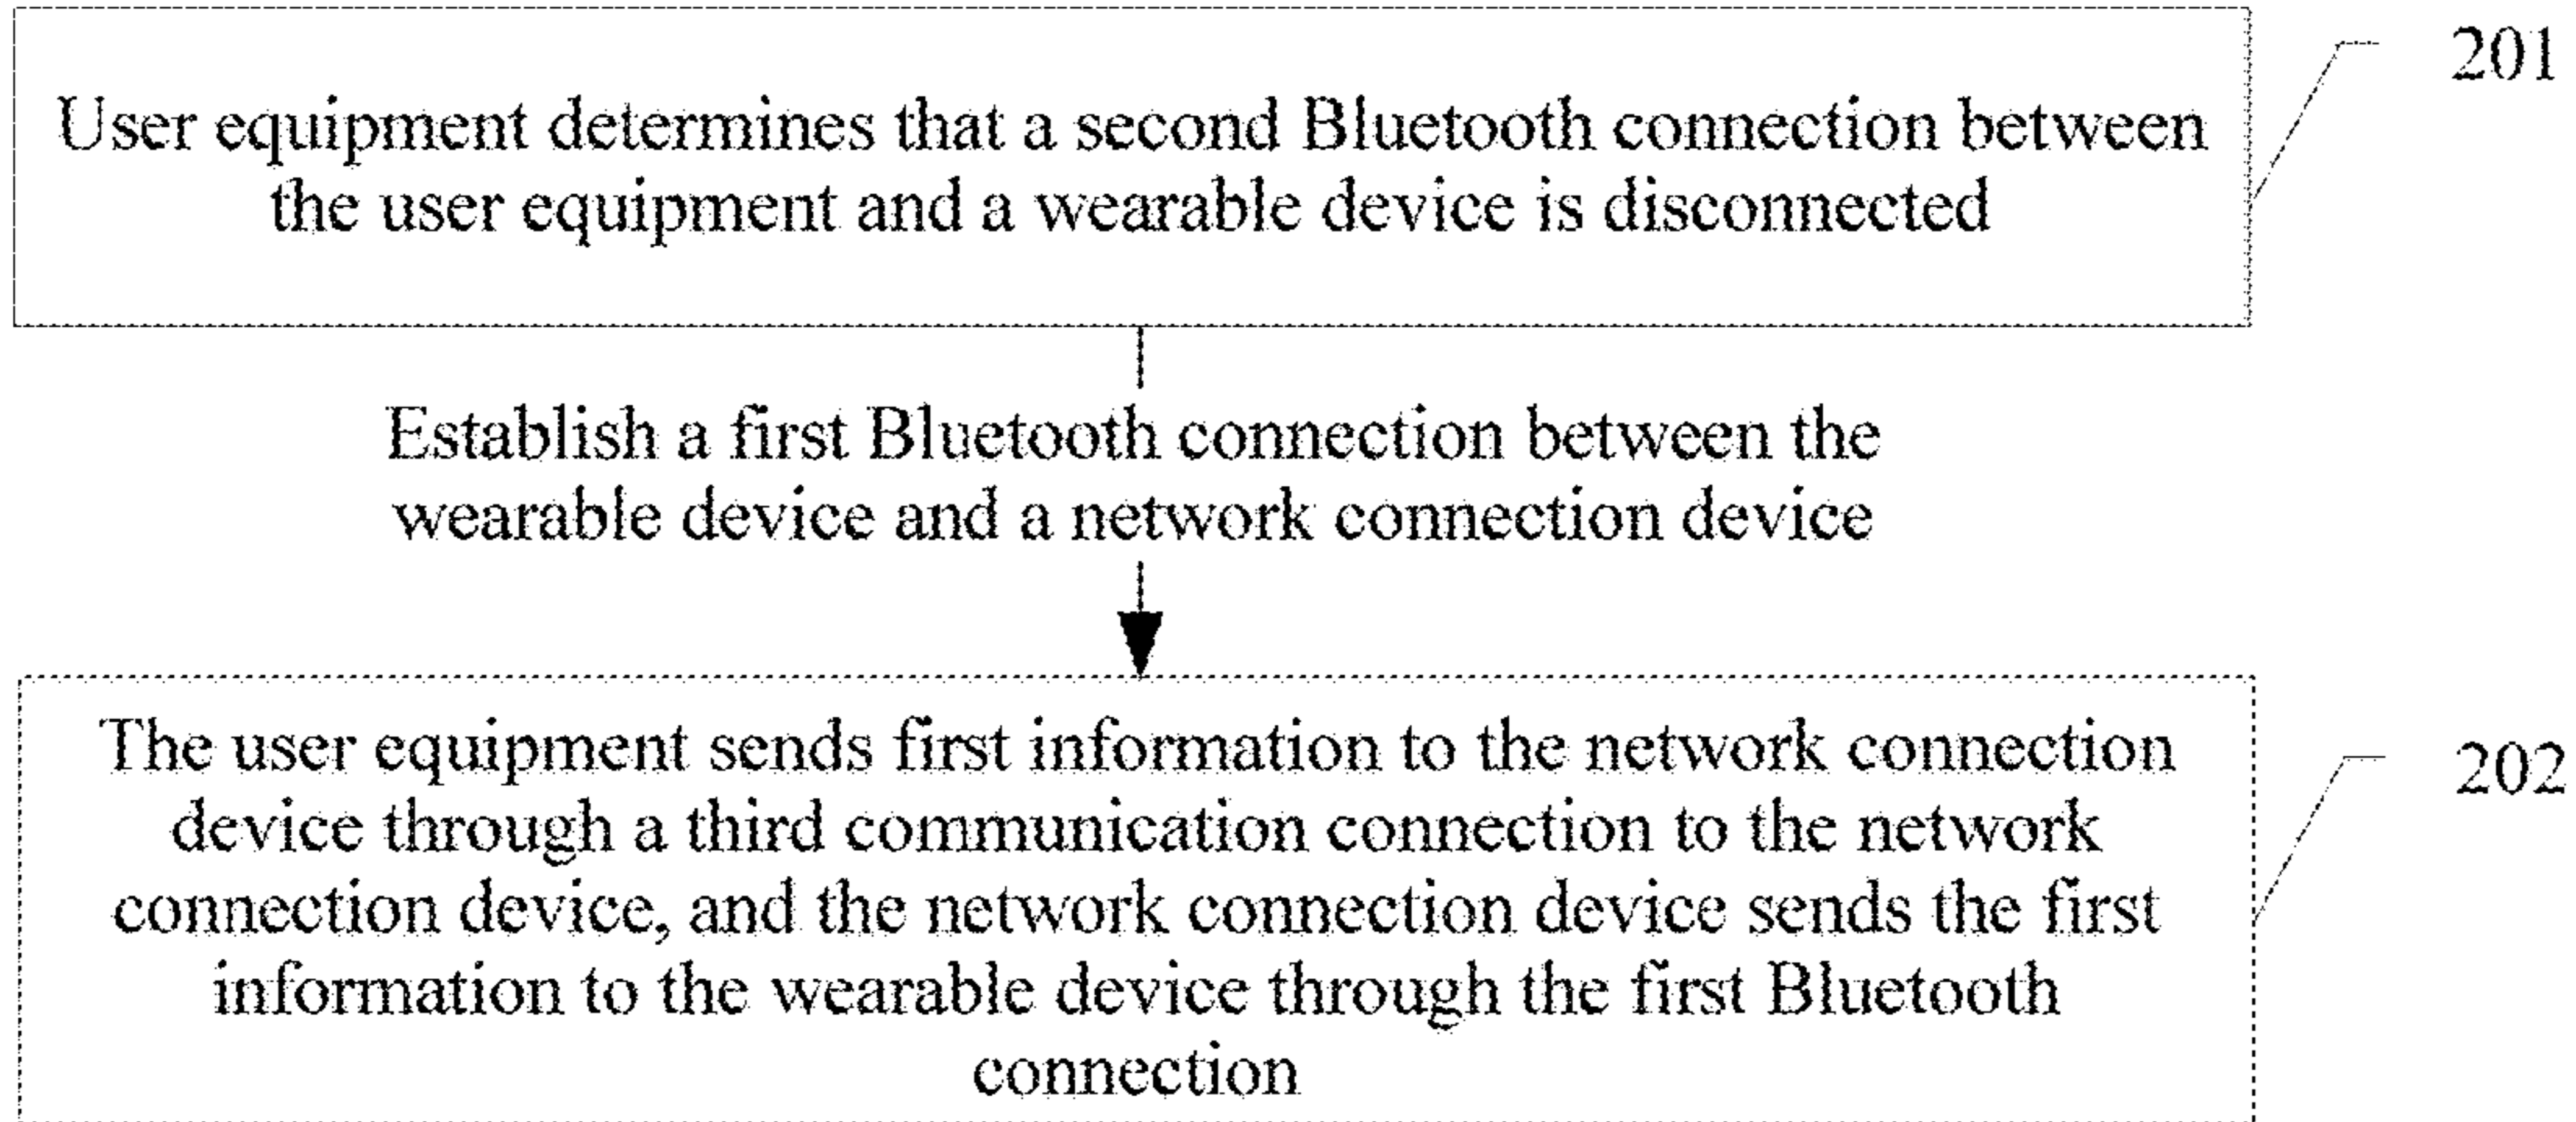 201
User equipment determines that a second Bluetooth connection between
the user equipment and a wearable device is disconnected
Establish a first Bluetooth connection between the
wearable device and a network connection device
The user equipment sends first information to the network connection
202
device through a third communication connection to the network
connection device, and the network connection device sends the first
information to the wearable device through the first Bluetooth
connection